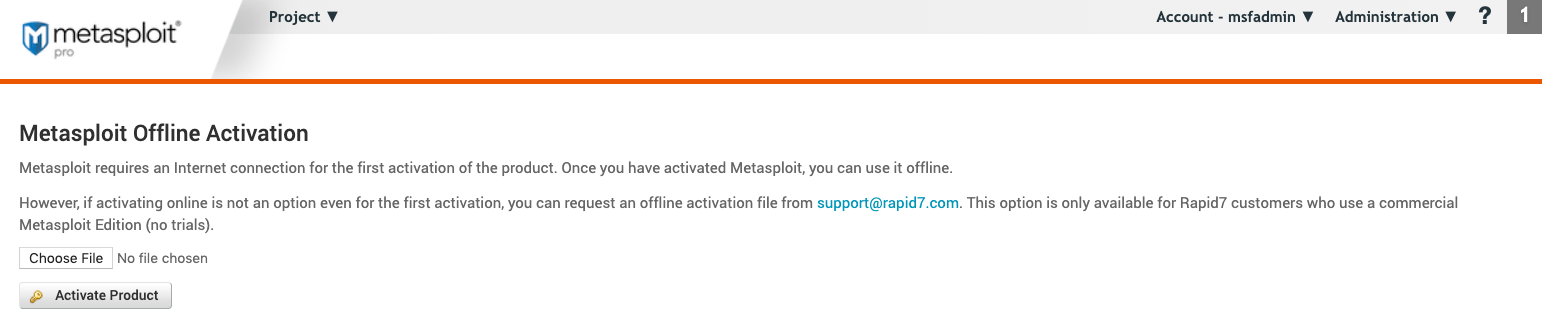 Project ▼ Account - msfadmin ▼ Administration ▼ ? 1
metasploit®
pro
Metasploit Offline Activation
Metasploit requires an Internet connection for the first activation of the product. Once you have activated Metasploit, you can use it offline.
However, if activating online is not an option even for the first activation, you can request an offline activation file from support@rapid7.com. This option is only available for Rapid7 customers who use a commercial
Metasploit Edition (no trials).
Choose File No file chosen
Activate Product